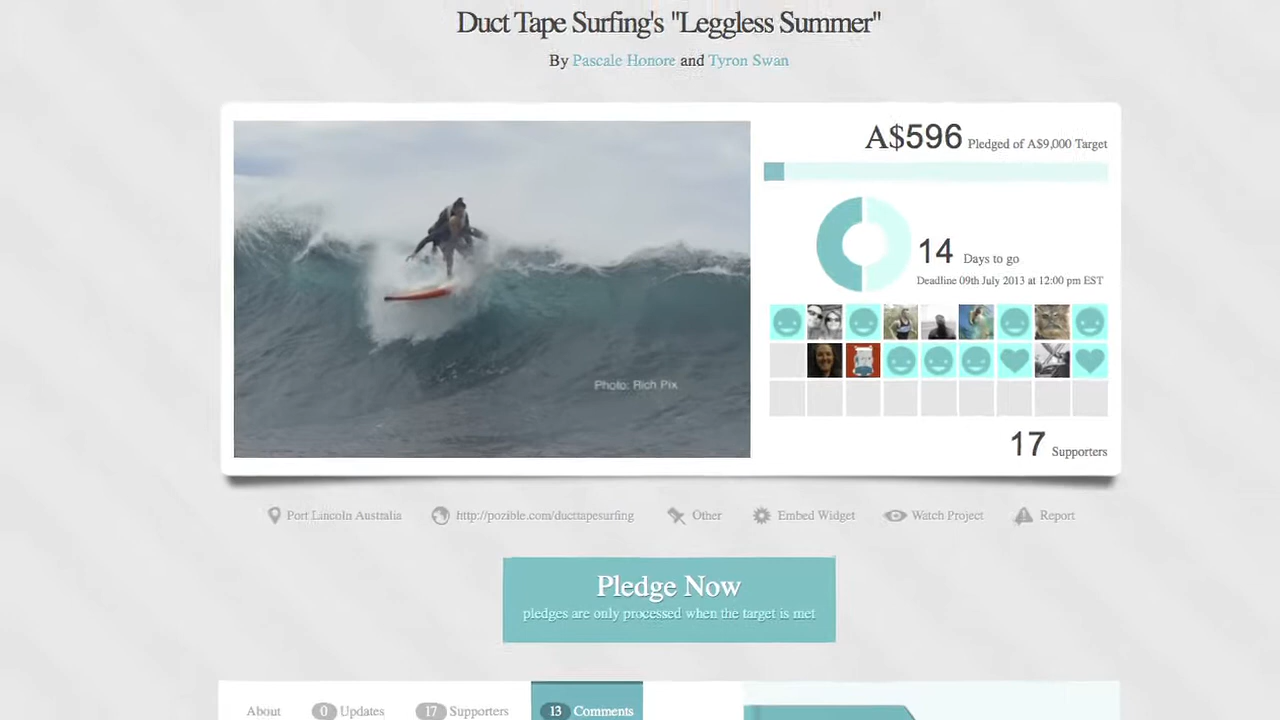 Duct Tape Surfing's "Leggless Summer"
By Pascale Honore and Tyron Swan
A$596 Pledged of A$9,000 Target
14 Days to go
Deadline 09th July 2013 at 12:00 pm EST
Photo: Rich Pix
17 Supporters
Port Lincoln Australia http://pozible.com/ducttapesurfing Other Embed Widget Watch Project Report
Pledge Now
pledges are only processed when the target is met
About 0 Updates 17 Supporters 13 Comments